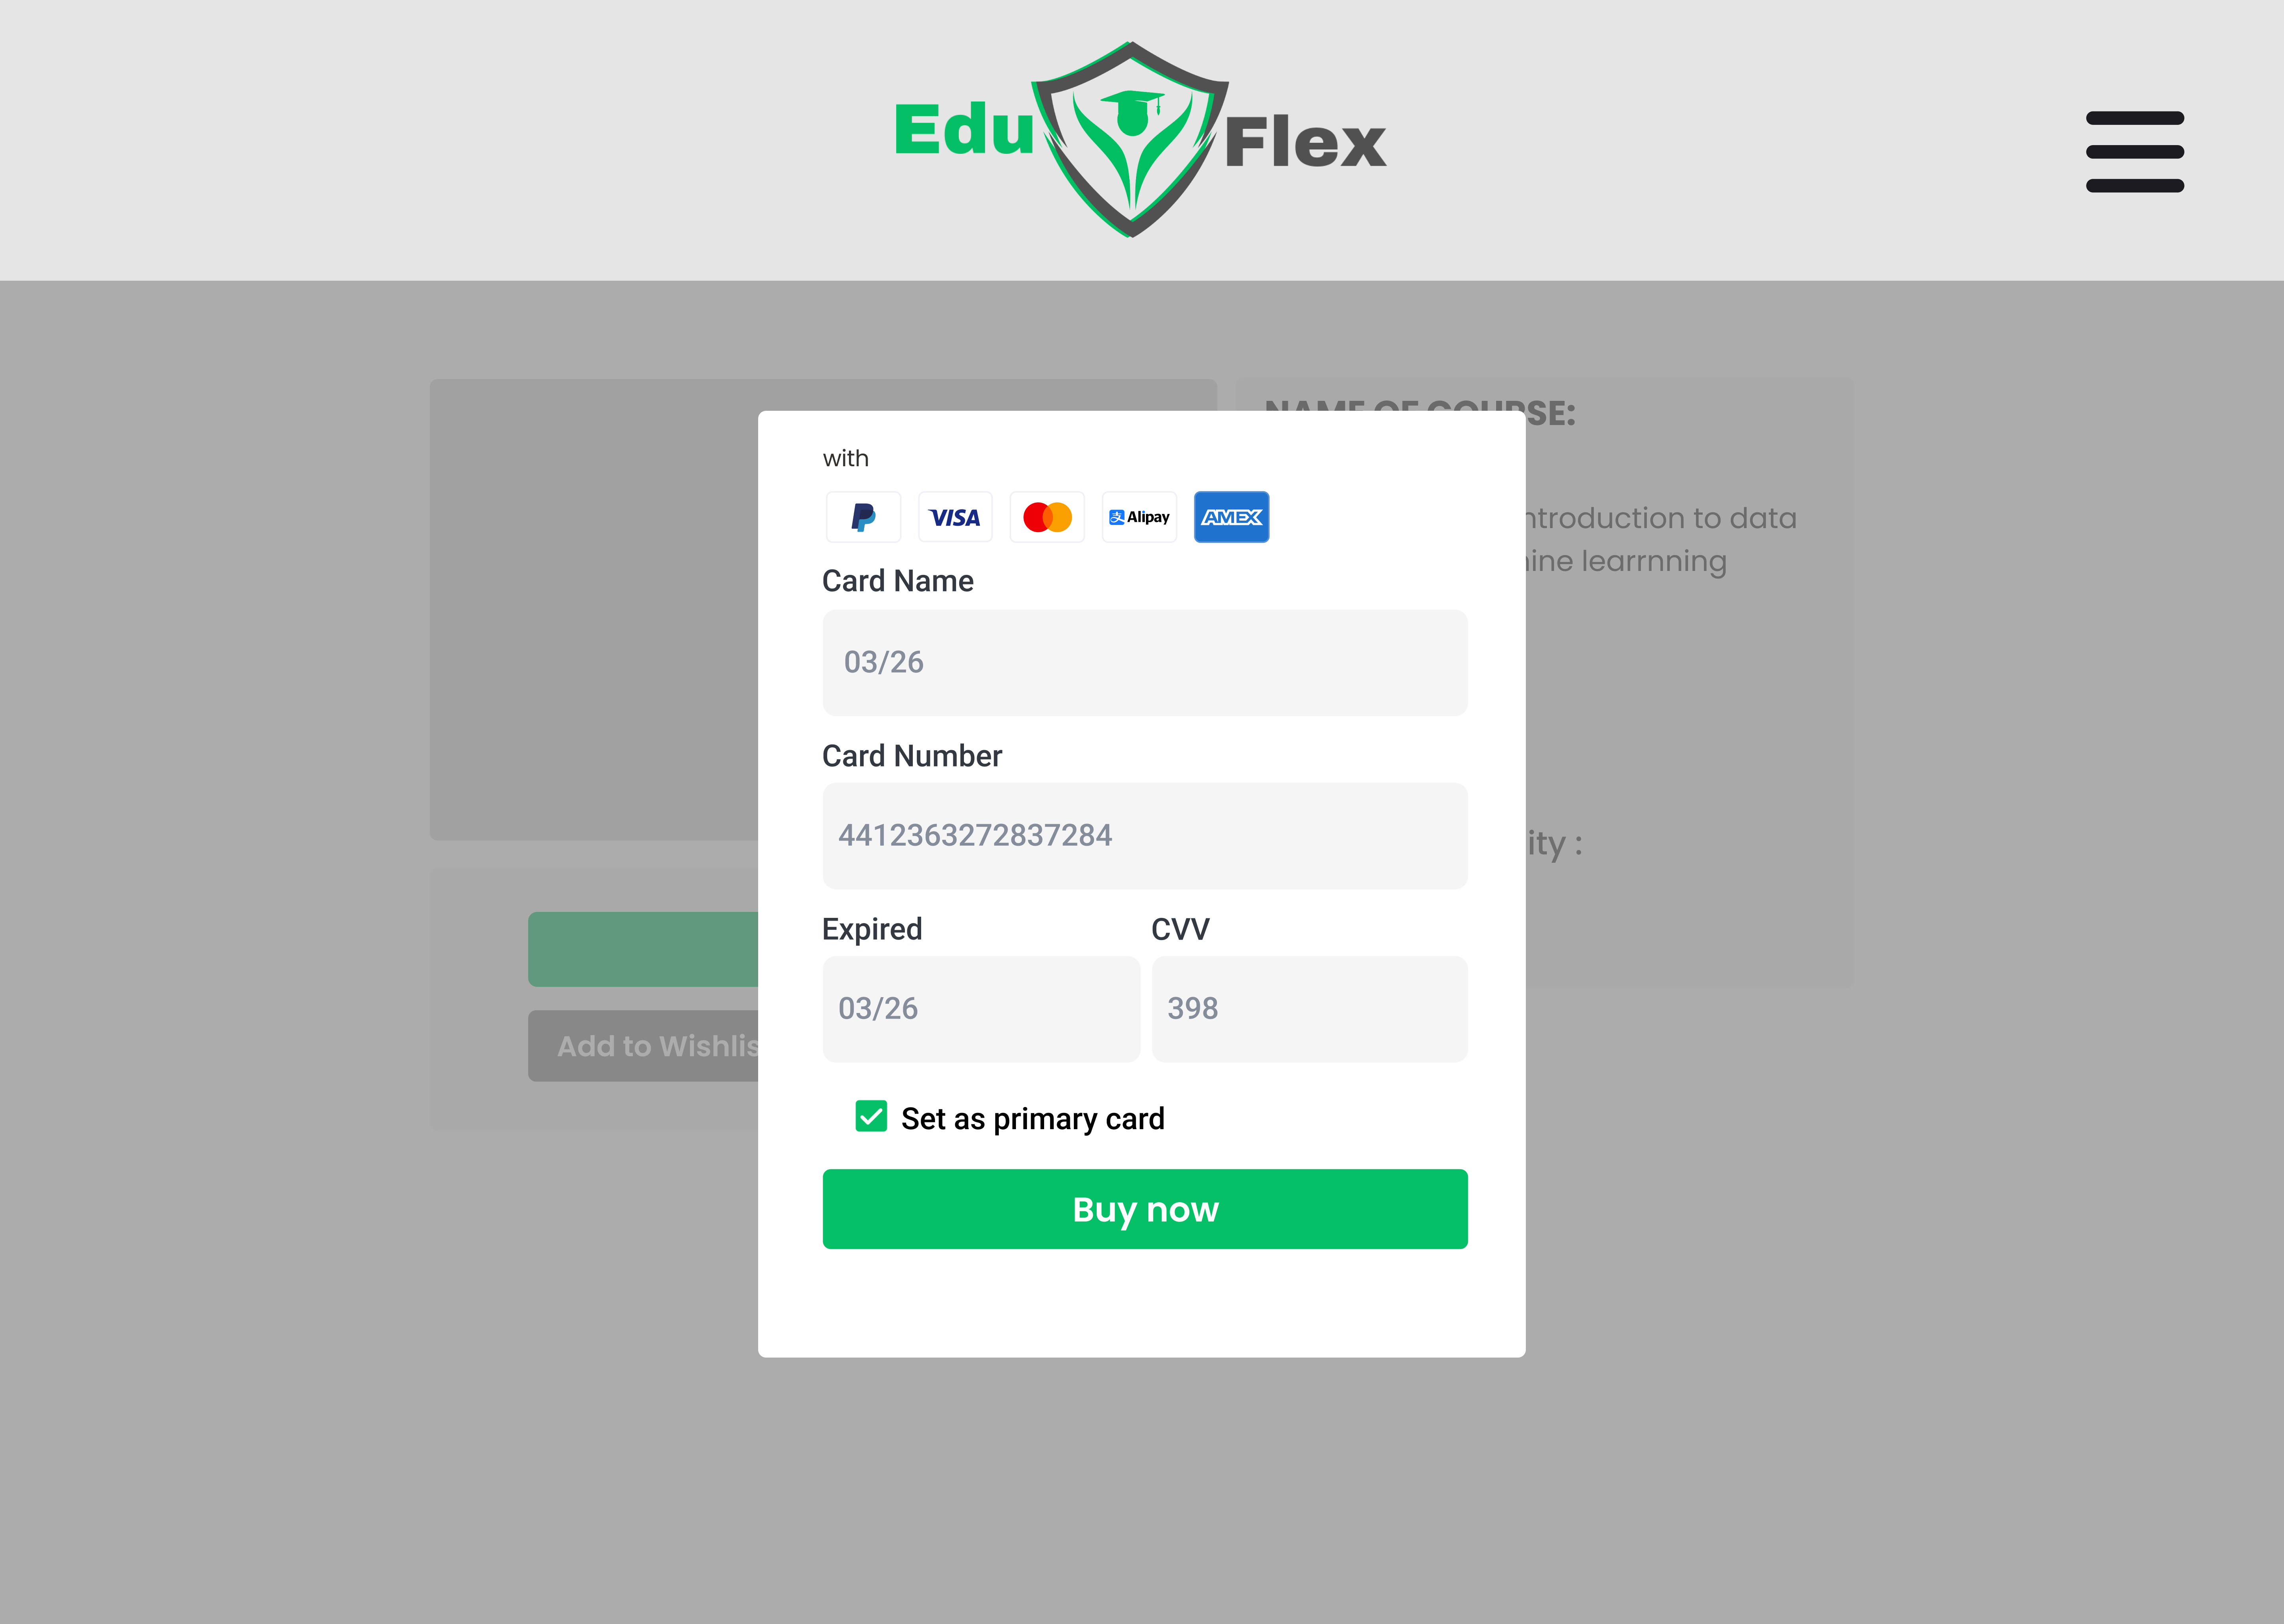 Edu Flex
NAME OF COURSE:
with
VISA
Alipay
AMEX
ntroduction to data
ine learrnning
Card Name
03/26
Card Number
4412363272837284
ity :
Expired CVV
03/26 398
Add to Wishlis
Set as primary card
Buy now